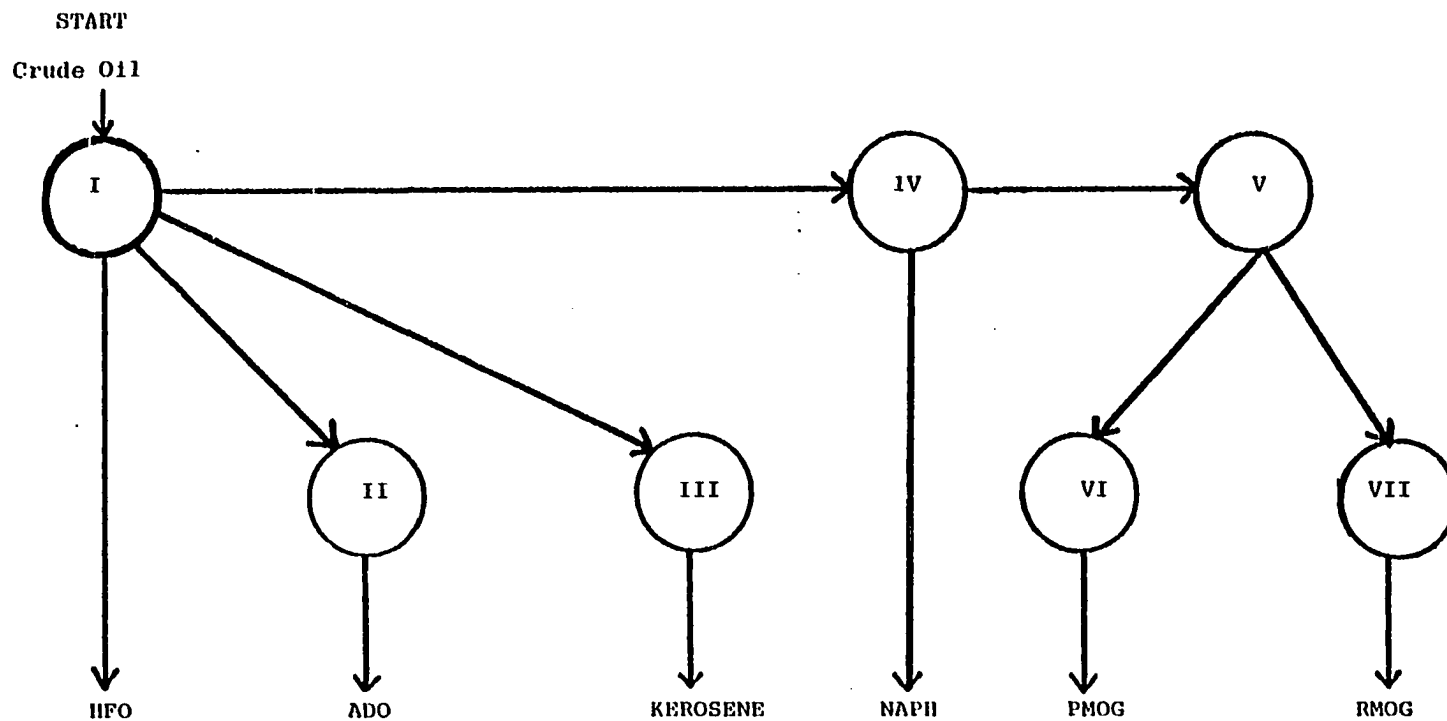 START
Crude Oil
I
IV
V
II
III
VI
VII
HFO
ADO
KEROSENE
NAPH
PMOG
RMOG